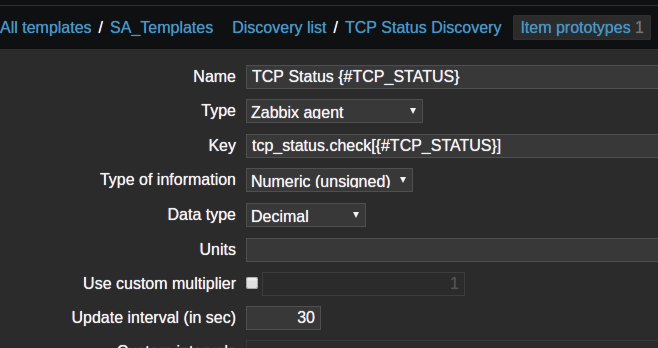 All templates / SA_Templates Discovery list / TCP Status Discovery Item prototypes 1
Name TCP Status {#TCP_STATUS}
Type Zabbix agent
Key tcp_status.check[{#TCP_STATUS}]
Type of information Numeric (unsigned)
Data type Decimal
Units
Use custom multiplier 1
Update interval (in sec) 30